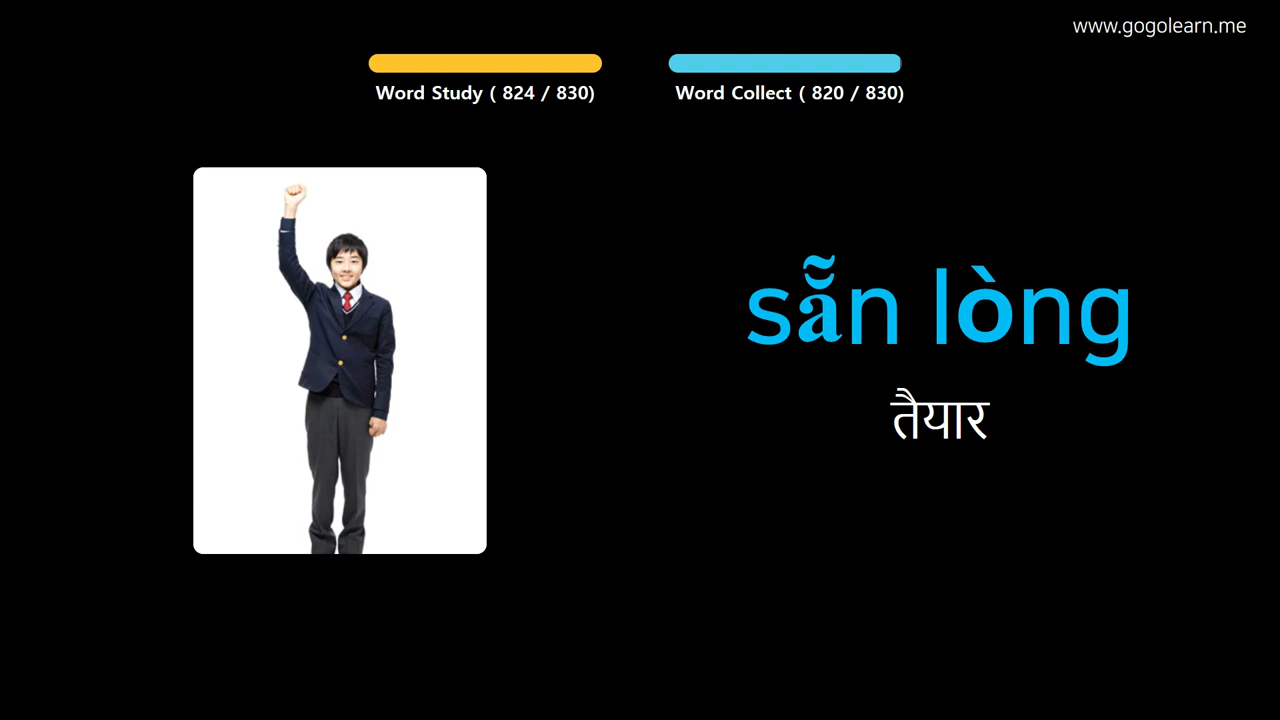 www.gogolearn.me
Word Study ( 824 / 830)
Word Collect ( 820 / 830)
sẵn lòng
तैयार